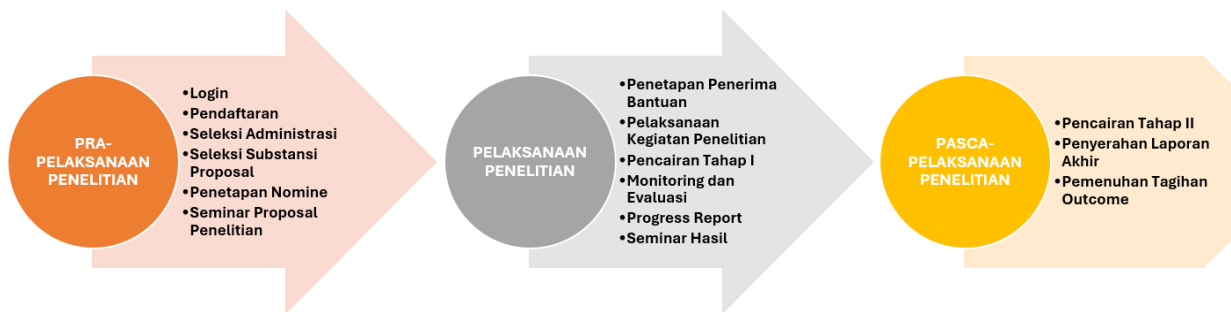 PRA-
PELAKSANAAN
PENELITIAN
•Login
•Pendaftaran
•Seleksi Administrasi
•Seleksi Substansi
Proposal
•Penetapan Nomine
•Seminar Proposal
Penelitian
PELAKSANAAN
PENELITIAN
•Penetapan Penerima
Bantuan
•Pelaksanaan
Kegiatan Penelitian
•Pencairan Tahap I
•Monitoring dan
Evaluasi
•Progress Report
•Seminar Hasil
PASCA-
PELAKSANAAN
PENELITIAN
•Pencairan Tahap II
•Penyerahan Laporan
Akhir
•Pemenuhan Tagihan
Outcome